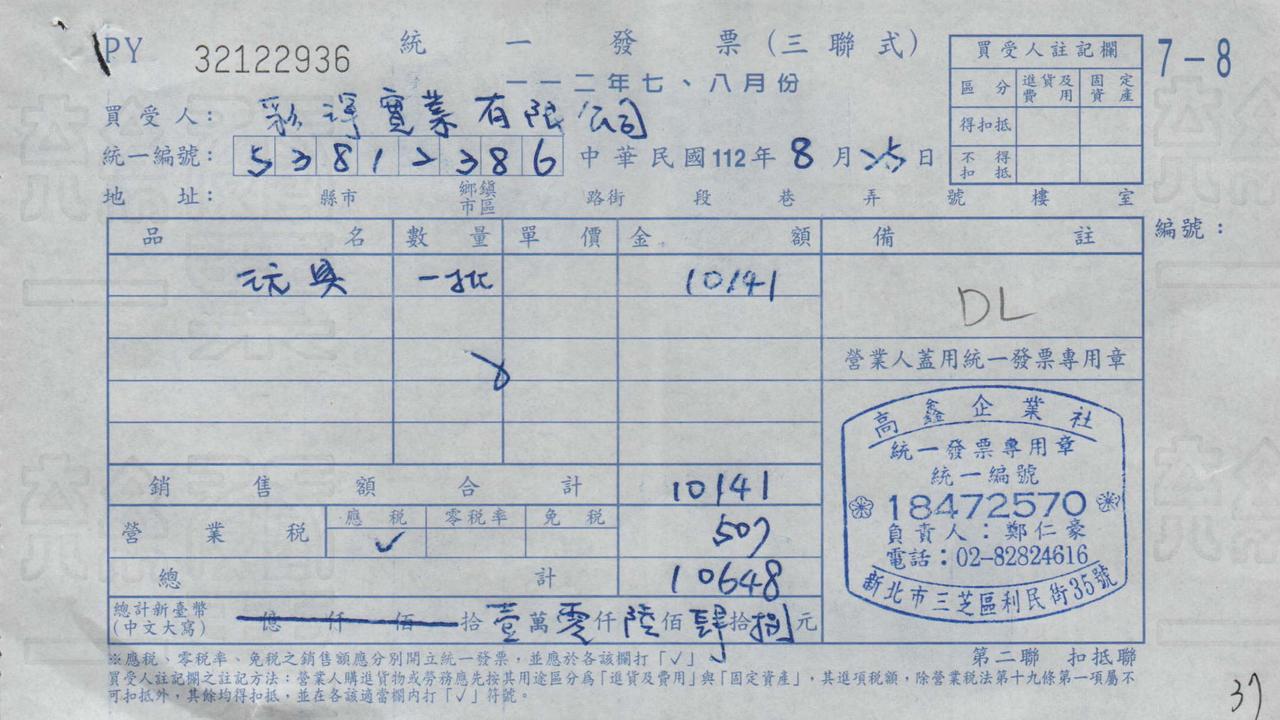 PY 32122936 統一發票(三聯式) 7-8
一一二年七、八月份
買受人註記欄
區分 進貨及費用 固定資產
得扣抵
不得扣抵
買受人: 彩 實業有限公司
統一編號: 53812386 中華民國112年8月25日
地址: 縣市 鄉鎮市區 路街 段 巷 弄 號 樓 室
品名 數量 單價 金額 備註 編號:
玩具 一批 10141
DL
營業人蓋用統一發票專用章
高鑫企業社
統一發票專用章
統一編號
18472570
負責人:鄭仁豪
電話:02-82824616
新北市三芝區利民街35號
銷售額合計 10141
營業稅 應稅 零稅率 免稅 507
✓
總計 10648
總計新臺幣(中文大寫) 億仟佰拾壹萬零仟陸佰肆拾捌元
※應稅、零稅率、免稅之銷售額應分別開立統一發票,並應於各該欄打「✓」 第二聯 扣抵聯
買受人註記欄之註記方法:營業人購進貨物或勞務應先按其用途區分為「進貨及費用」與「固定資產」,其進項稅額,除營業稅法第十九條第一項屬不
可扣抵外,其餘均得扣抵,並在各該適當欄內打「✓」符號。
37